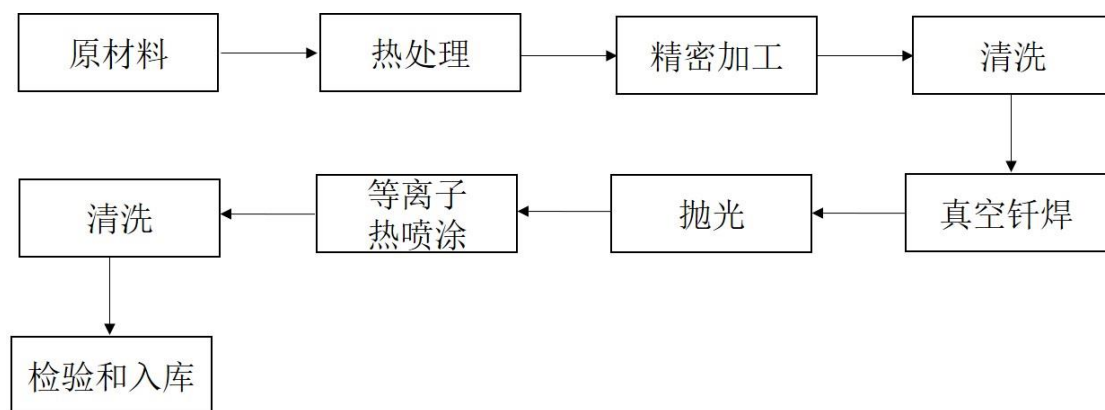 原材料
热处理
精密加工
清洗
真空钎焊
抛光
等离子
热喷涂
清洗
检验和入库